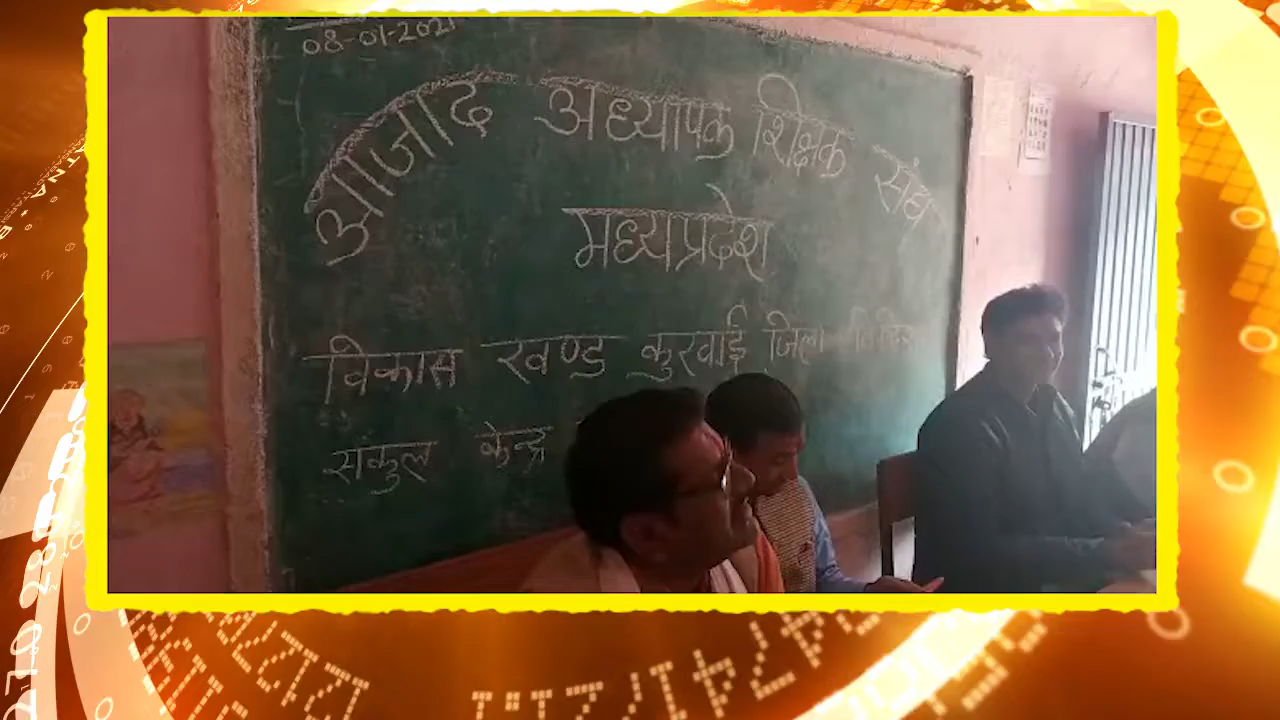 08-01-2021
आजाद अध्यापक शिक्षक संघ
मध्यप्रदेश
विकास खण्ड कुरवाई जिला
संकुल केन्द्र